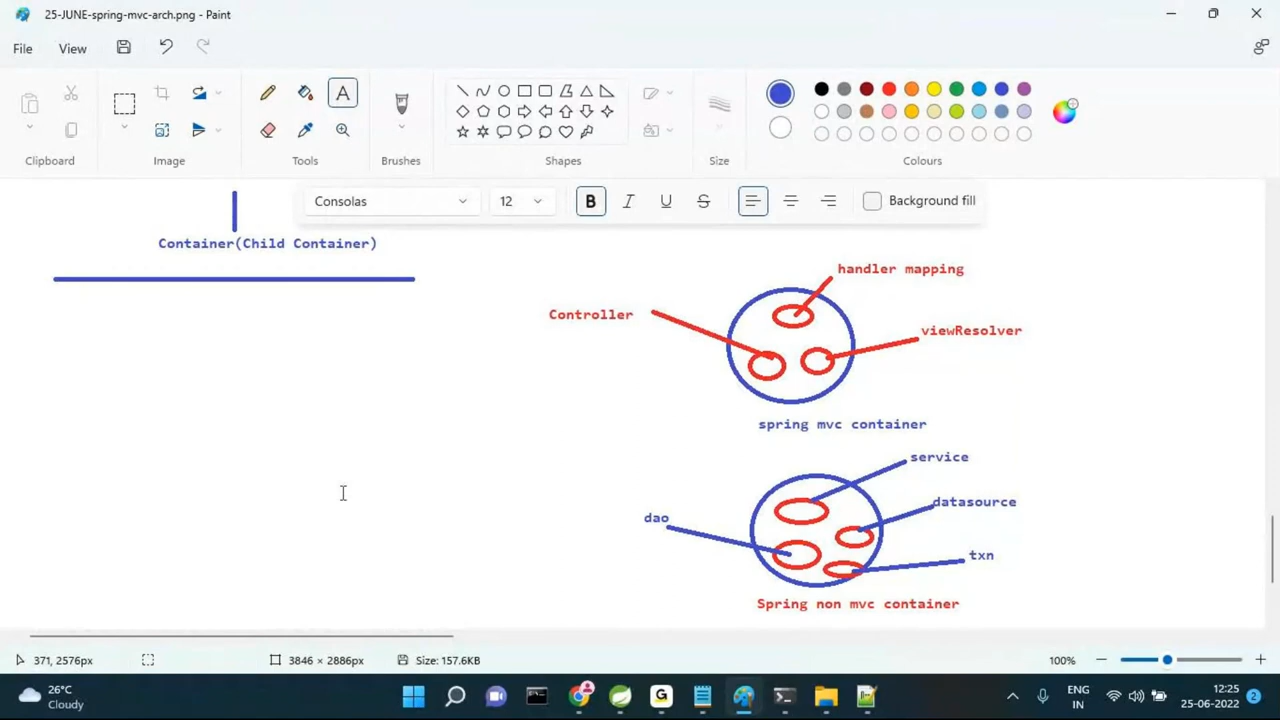 25-JUNE-spring-mvc-arch.png - Paint
File
View
A
Clipboard
Image
Tools
Brushes
Shapes
Size
Colours
Consolas
12
B
I
U
S
Background fill
Container(Child Container)
handler mapping
Controller
viewResolver
spring mvc container
service
datasource
dao
txn
Spring non mvc container
371, 2576px
3846 × 2886px
Size: 157.6KB
100%
26°C
Cloudy
G
ENG
IN
12:25
25-06-2022
2